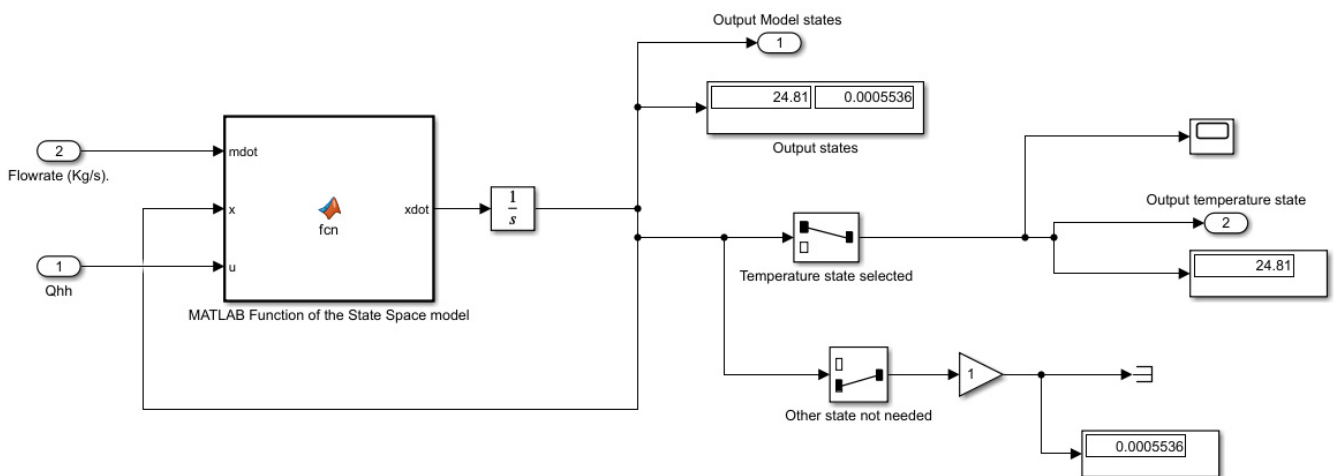 Output Model states
1
24.81 0.0005536
Output states
2
Flowrate (Kg/s).
mdot
x
u
fcn
xdot
1
s
1
Qhh
MATLAB Function of the State Space model
Temperature state selected
Output temperature state
2
24.81
Other state not needed
1
0.0005536